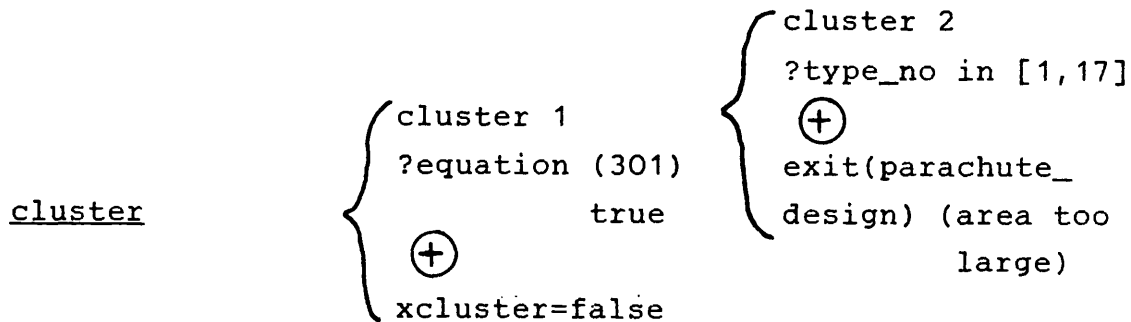 cluster
cluster 1
?equation (301)
true
⊕
xcluster=false
cluster 2
?type_no in [1,17]
⊕
exit(parachute_
design) (area too
large)